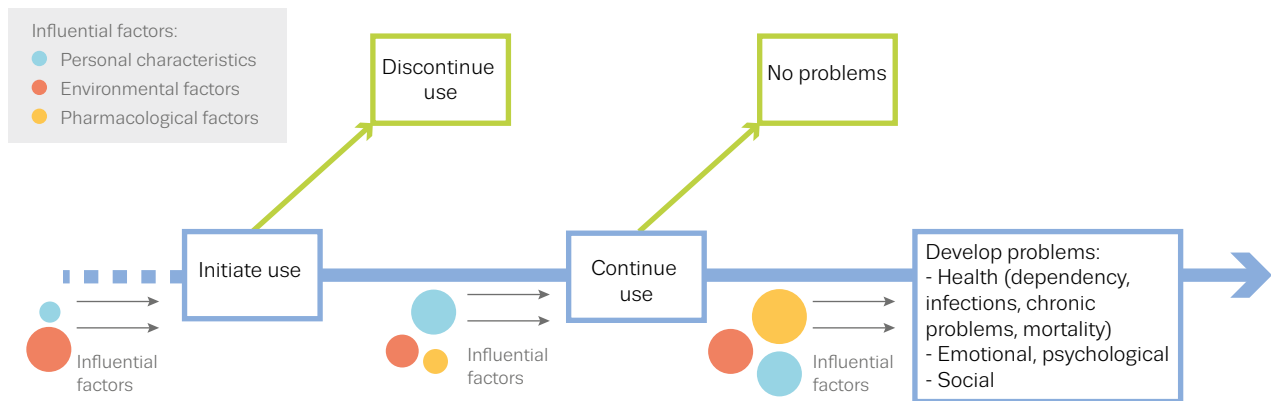 Influential factors:
Personal characteristics
Environmental factors
Pharmacological factors
Discontinue
use
No problems
Initiate use
Continue
use
Develop problems:
- Health (dependency,
infections, chronic
problems, mortality)
- Emotional, psychological
- Social
Influential
factors
Influential
factors
Influential
factors